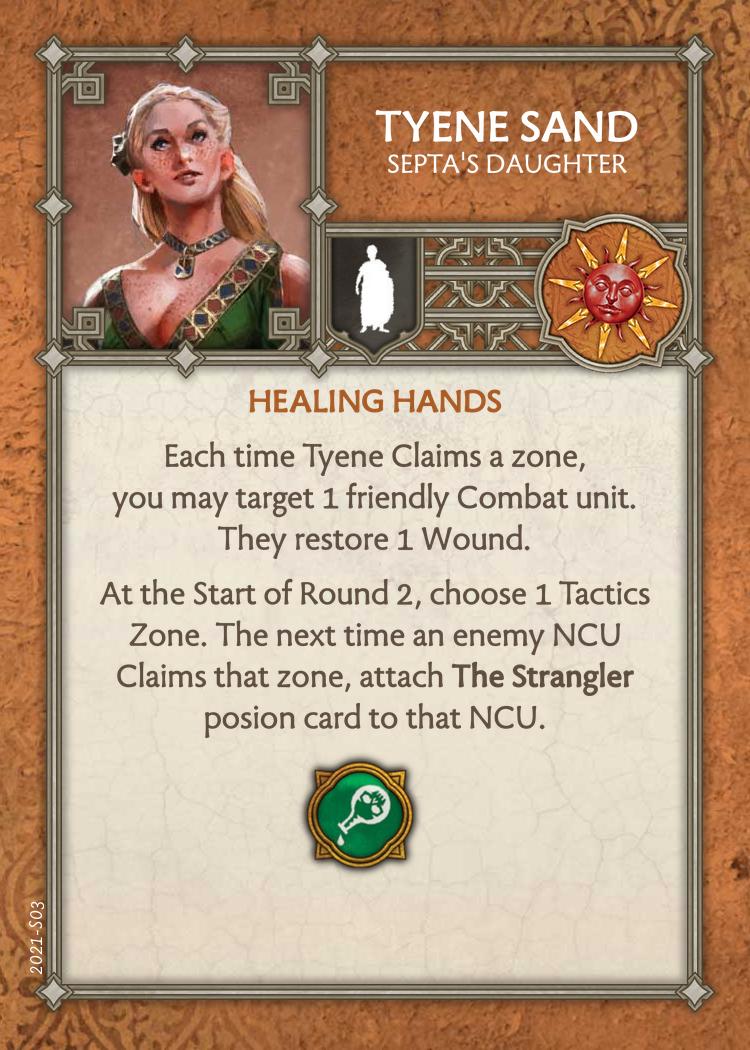 TYENE SAND
SEPTA'S DAUGHTER
HEALING HANDS
Each time Tyene Claims a zone,
you may target 1 friendly Combat unit.
They restore 1 Wound.
At the Start of Round 2, choose 1 Tactics
Zone. The next time an enemy NCU
Claims that zone, attach The Strangler
posion card to that NCU.
2021-S03